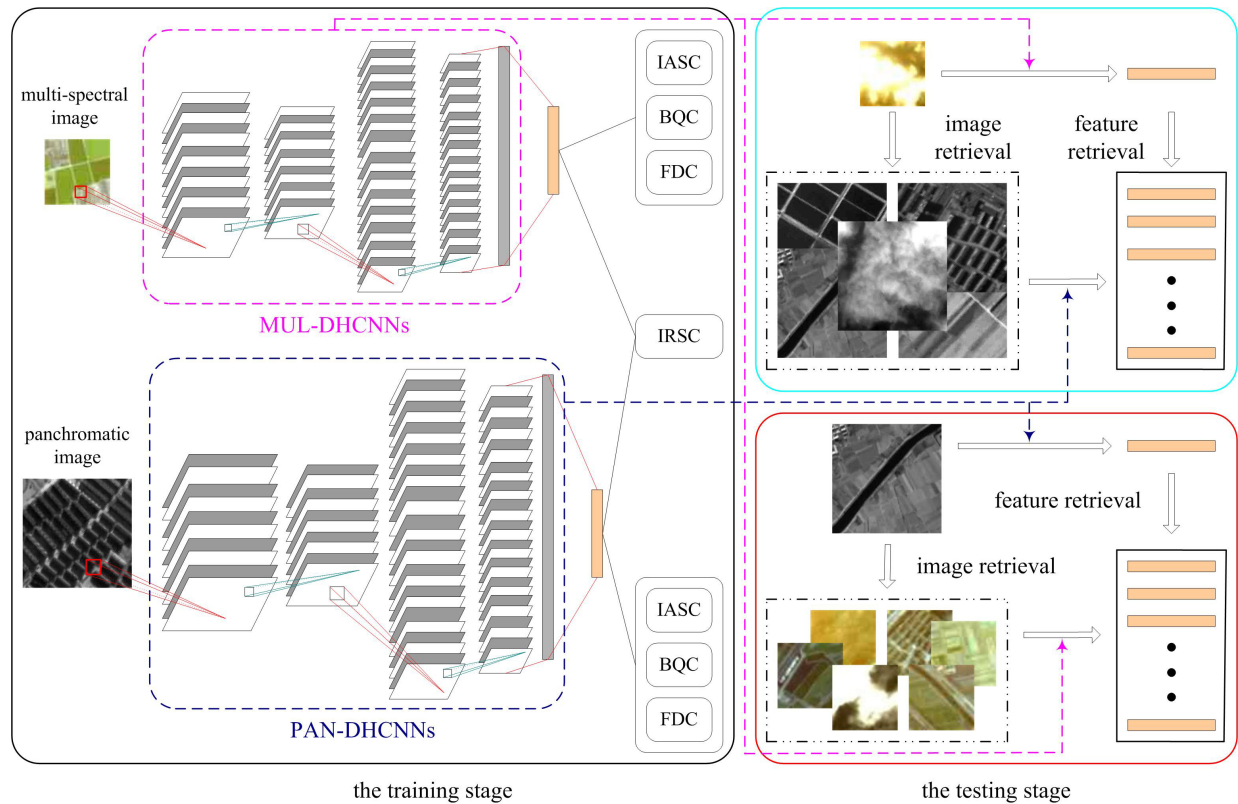 multi-spectral
image
MUL-DHCNNs
panchromatic
image
PAN-DHCNNs
IASC
BQC
FDC
IRSC
IASC
BQC
FDC
the training stage
image
retrieval
feature
retrieval
feature retrieval
image retrieval
the testing stage